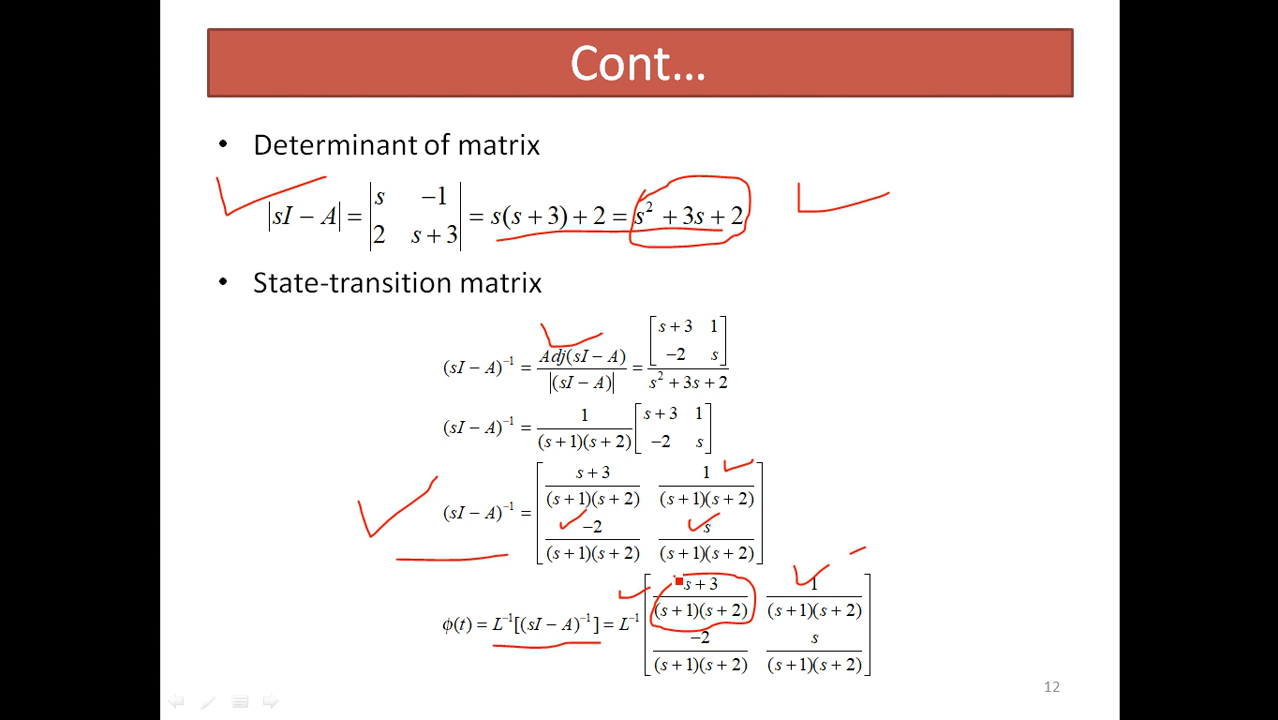 Cont...
• Determinant of matrix
|sI − A| = |s −1; 2 s + 3| = s(s + 3) + 2 = s² + 3s + 2
• State-transition matrix
(sI − A)⁻¹ = Adj(sI − A) / |(sI − A)| = [s + 3 1; −2 s] / s² + 3s + 2
(sI − A)⁻¹ = 1 / (s + 1)(s + 2) [s + 3 1; −2 s]
(sI − A)⁻¹ = [s + 3 / (s + 1)(s + 2) 1 / (s + 1)(s + 2); −2 / (s + 1)(s + 2) s / (s + 1)(s + 2)]
ϕ(t) = L⁻¹[(sI − A)⁻¹] = L⁻¹ [s + 3 / (s + 1)(s + 2) 1 / (s + 1)(s + 2); −2 / (s + 1)(s + 2) s / (s + 1)(s + 2)]
12